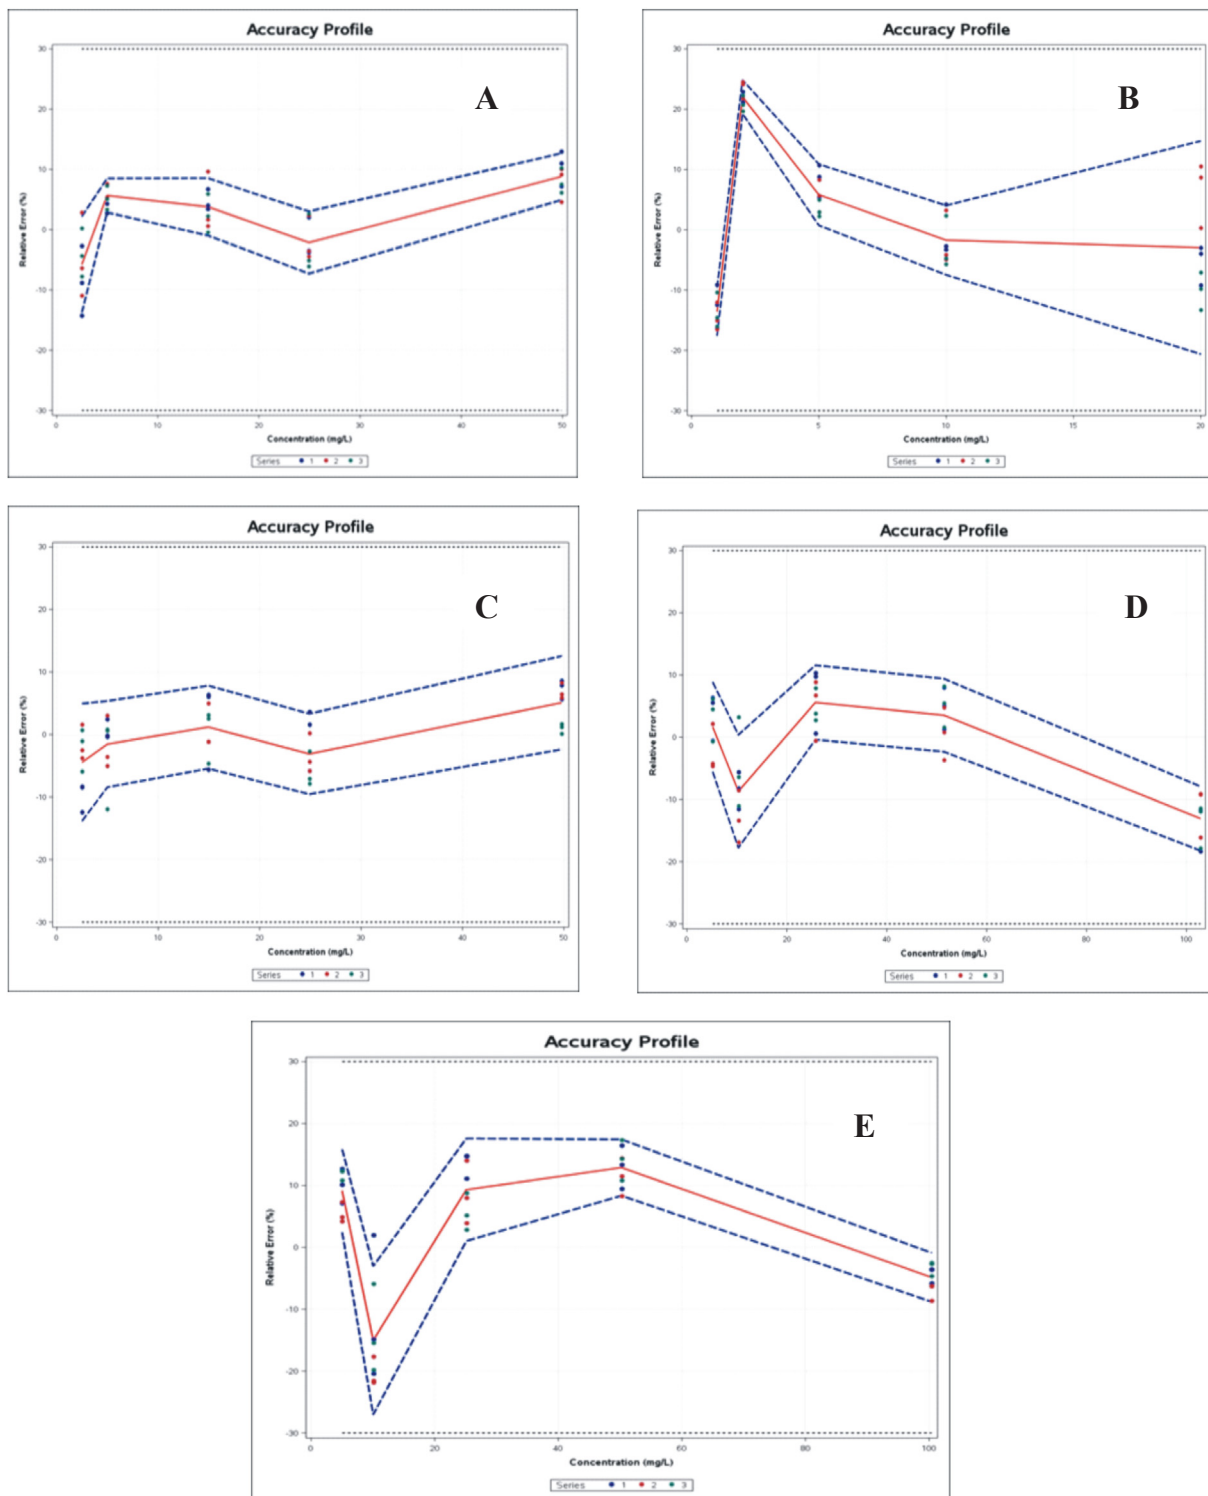 Accuracy Profile
A
Relative Error (%)
30
20
10
0
-10
-20
-30
0 10 20 30 40 50
Concentration (mg/L)
Series 1 2 3
Accuracy Profile
B
Relative Error (%)
30
20
10
0
-10
-20
-30
0 5 10 15 20
Concentration (mg/L)
Series 1 2 3
Accuracy Profile
C
Relative Error (%)
30
20
10
0
-10
-20
-30
0 10 20 30 40 50
Concentration (mg/L)
Series 1 2 3
Accuracy Profile
D
Relative Error (%)
30
20
10
0
-10
-20
-30
0 20 40 60 80 100
Concentration (mg/L)
Series 1 2 3
Accuracy Profile
E
Relative Error (%)
30
20
10
0
-10
-20
-30
0 20 40 60 80 100
Concentration (mg/L)
Series 1 2 3